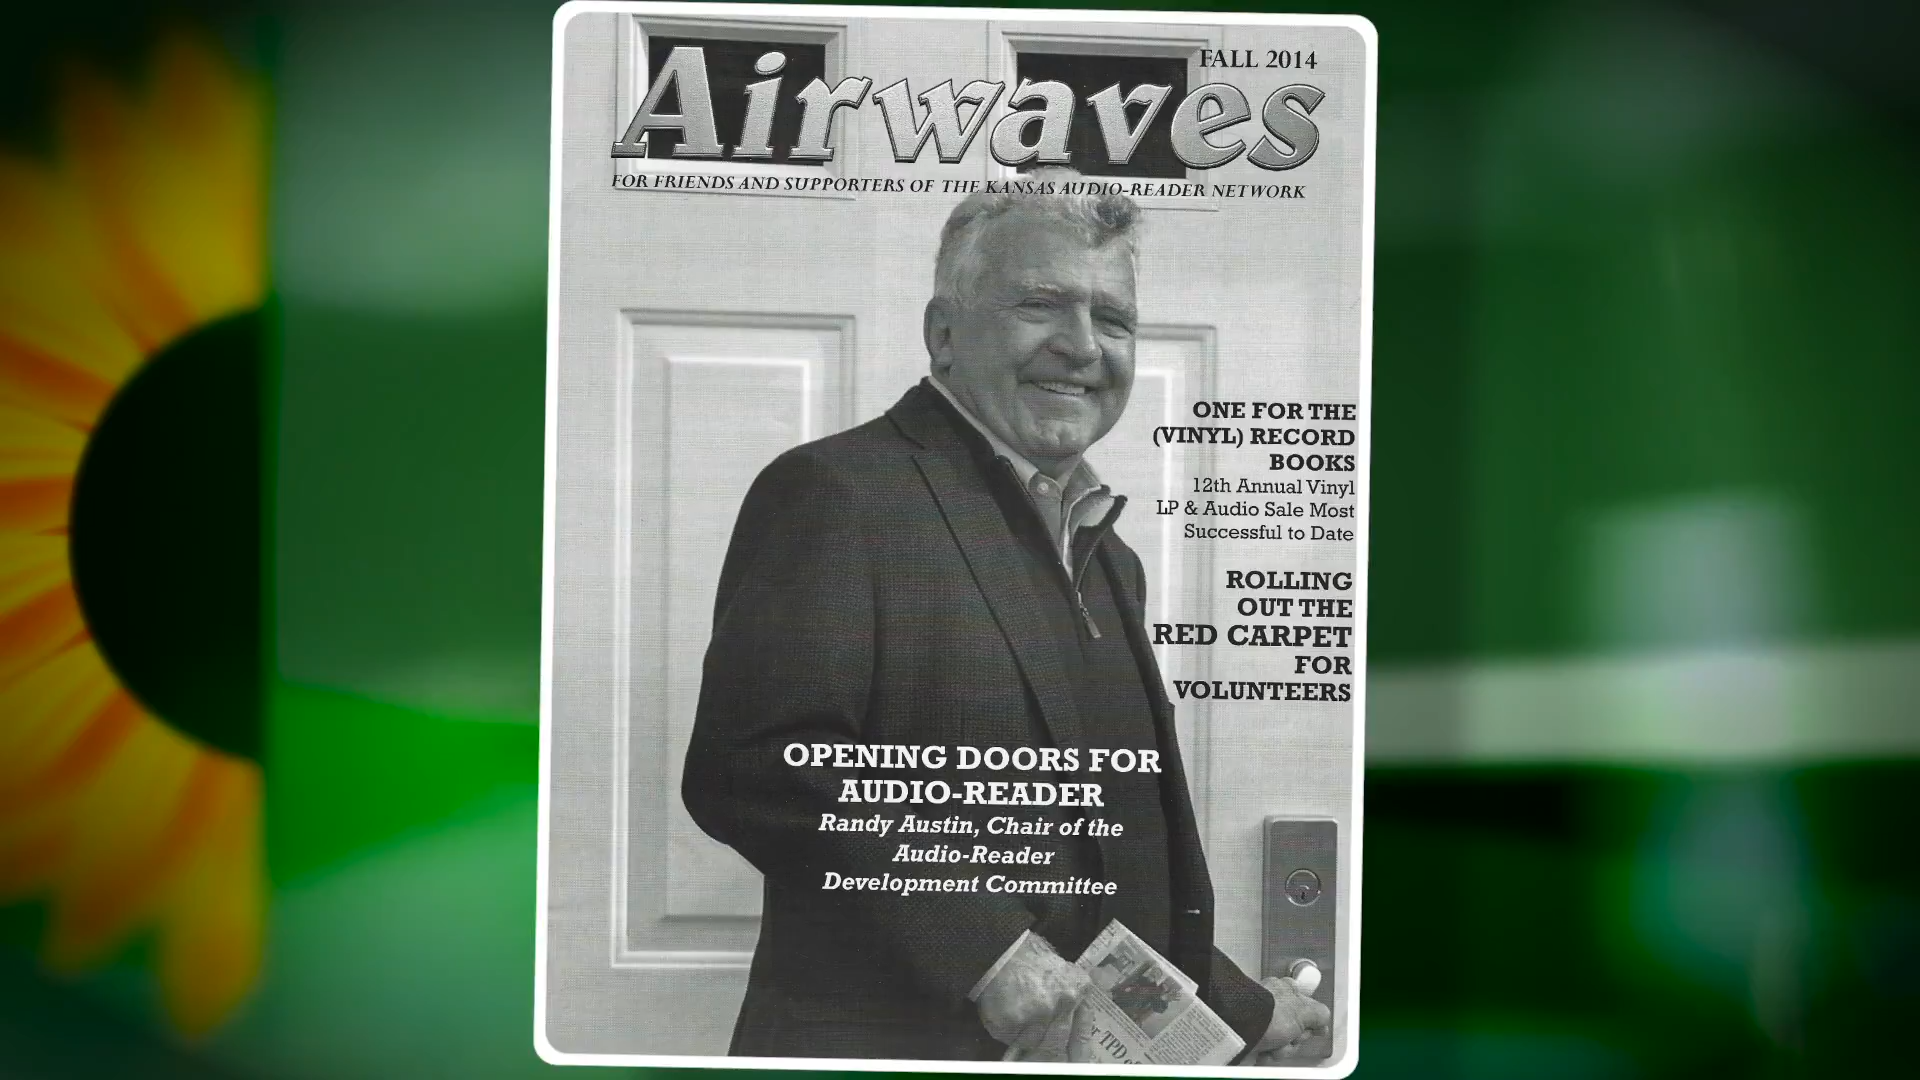 FALL 2014
Airwaves
FOR FRIENDS AND SUPPORTERS OF THE KANSAS AUDIO-READER NETWORK
ONE FOR THE
(VINYL) RECORD
BOOKS
12th Annual Vinyl
LP & Audio Sale Most
Successful to Date
ROLLING
OUT THE
RED CARPET
FOR
VOLUNTEERS
OPENING DOORS FOR
AUDIO-READER
Randy Austin, Chair of the
Audio-Reader
Development Committee
TPD